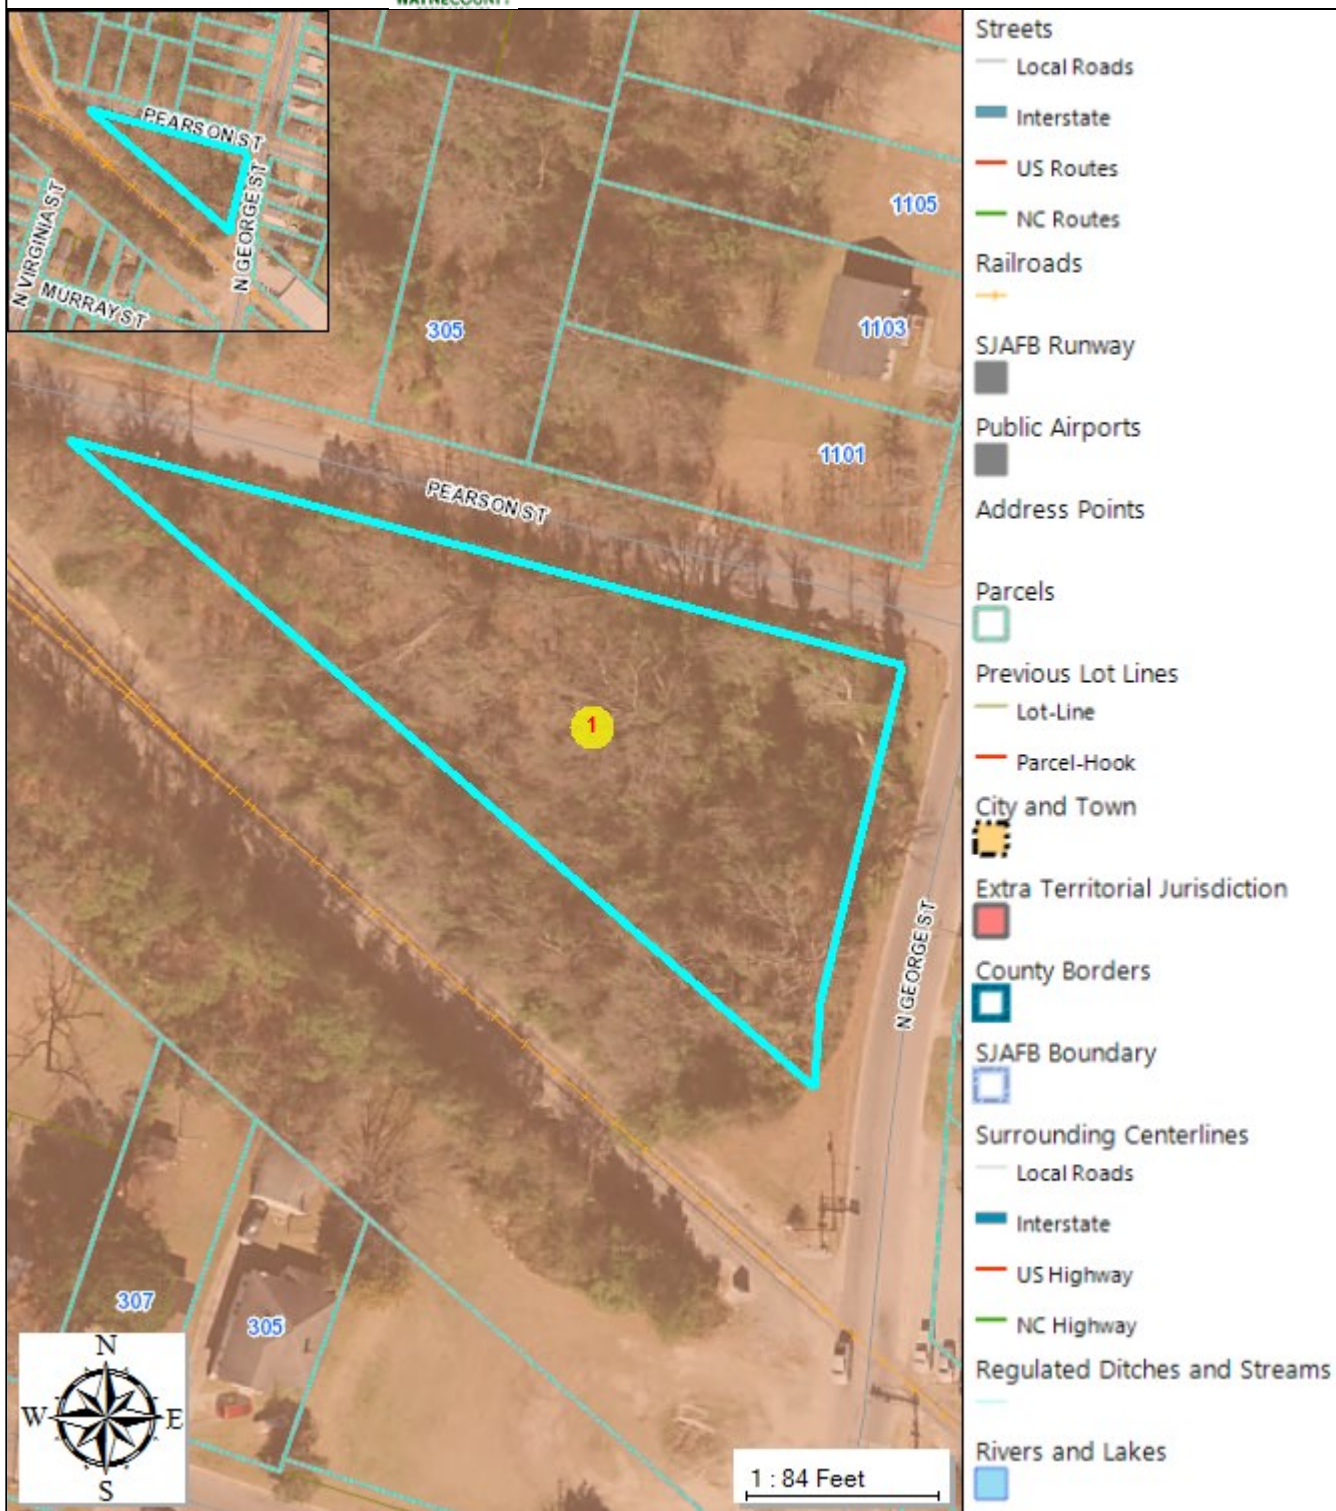 WAYNECOUNTY
PEARSON ST
N GEORGE ST
N VIRGINIA ST
MURRAY ST
1105
305
1103
1101
PEARSON ST
1
N GEORGE ST
307
305
N
W
E
S
1 : 84 Feet
Streets
Local Roads
Interstate
US Routes
NC Routes
Railroads
SJAFB Runway
Public Airports
Address Points
Parcels
Previous Lot Lines
Lot-Line
Parcel-Hook
City and Town
Extra Territorial Jurisdiction
County Borders
SJAFB Boundary
Surrounding Centerlines
Local Roads
Interstate
US Highway
NC Highway
Regulated Ditches and Streams
Rivers and Lakes